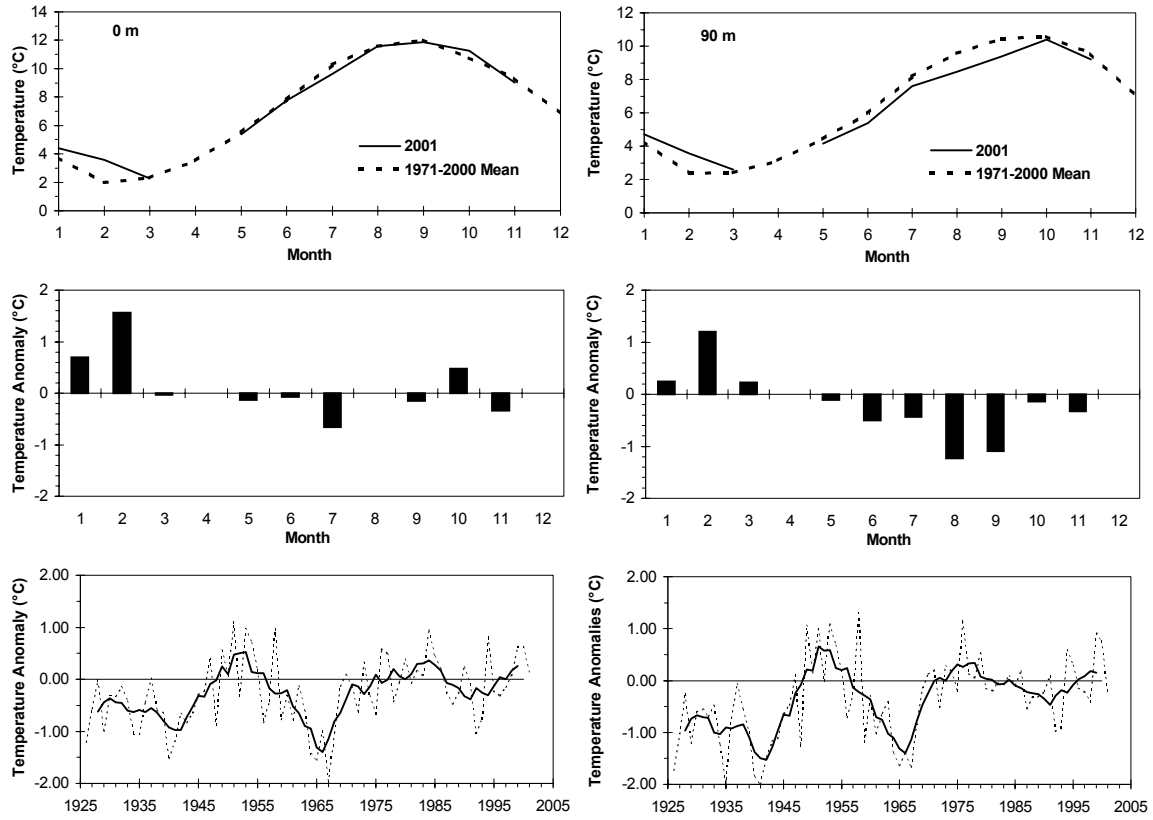 0 m
Temperature (°C)
14
12
10
8
6
4
2
0
2001
1971-2000 Mean
1 2 3 4 5 6 7 8 9 10 11 12
Month
90 m
Temperature (°C)
12
10
8
6
4
2
0
2001
1971-2000 Mean
1 2 3 4 5 6 7 8 9 10 11 12
Month
Temperature Anomaly (°C)
2
1
0
-1
-2
1 2 3 4 5 6 7 8 9 10 11 12
Month
Temperature Anomaly (°C)
2
1
0
-1
-2
1 2 3 4 5 6 7 8 9 10 11 12
Month
Temperature Anomaly (°C)
2.00
1.00
0.00
-1.00
-2.00
1925 1935 1945 1955 1965 1975 1985 1995 2005
Temperature Anomalies (°C)
2.00
1.00
0.00
-1.00
-2.00
1925 1935 1945 1955 1965 1975 1985 1995 2005